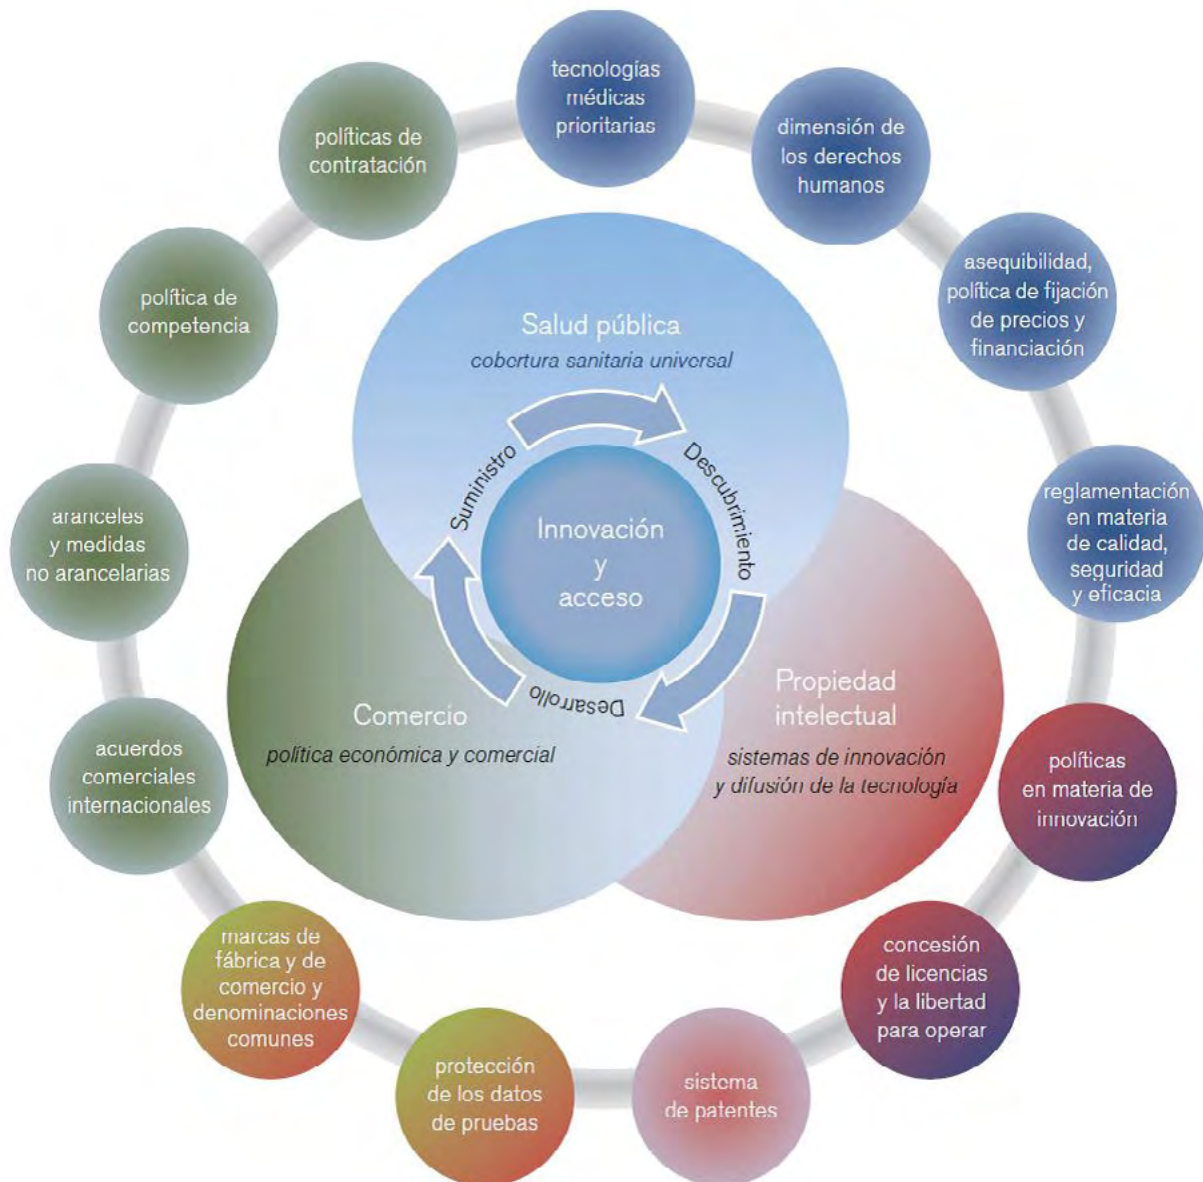 tecnologías
médicas
prioritarias
dimensión de
los derechos
humanos
asequibilidad,
política de fijación
de precios y
financiación
reglamentación
en materia
de calidad,
seguridad
y eficacia
políticas
en materia de
innovación
concesión
de licencias
y la libertad
para operar
sistema
de patentes
protección
de los datos
de pruebas
marcas de
fábrica y de
comercio y
denominaciones
comunes
acuerdos
comerciales
internacionales
aranceles
y medidas
no arancelarias
política de
competencia
políticas de
contratación
Salud pública
cobertura sanitaria universal
Suministro
Descubrimiento
Desarrollo
Innovación
y
acceso
Comercio
política económica y comercial
Propiedad
intelectual
sistemas de innovación
y difusión de la tecnología